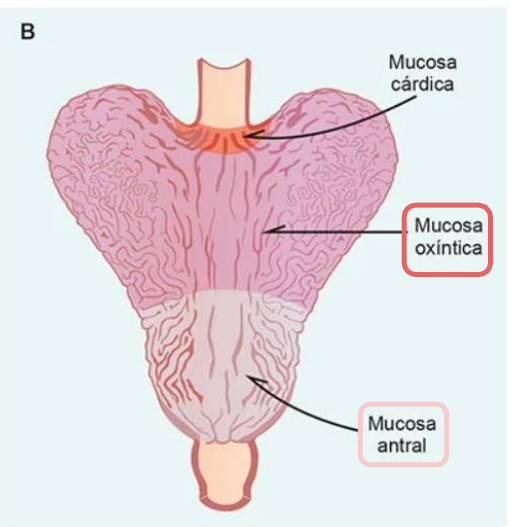 B
Mucosa
cárdica
Mucosa
oxíntica
Mucosa
antral